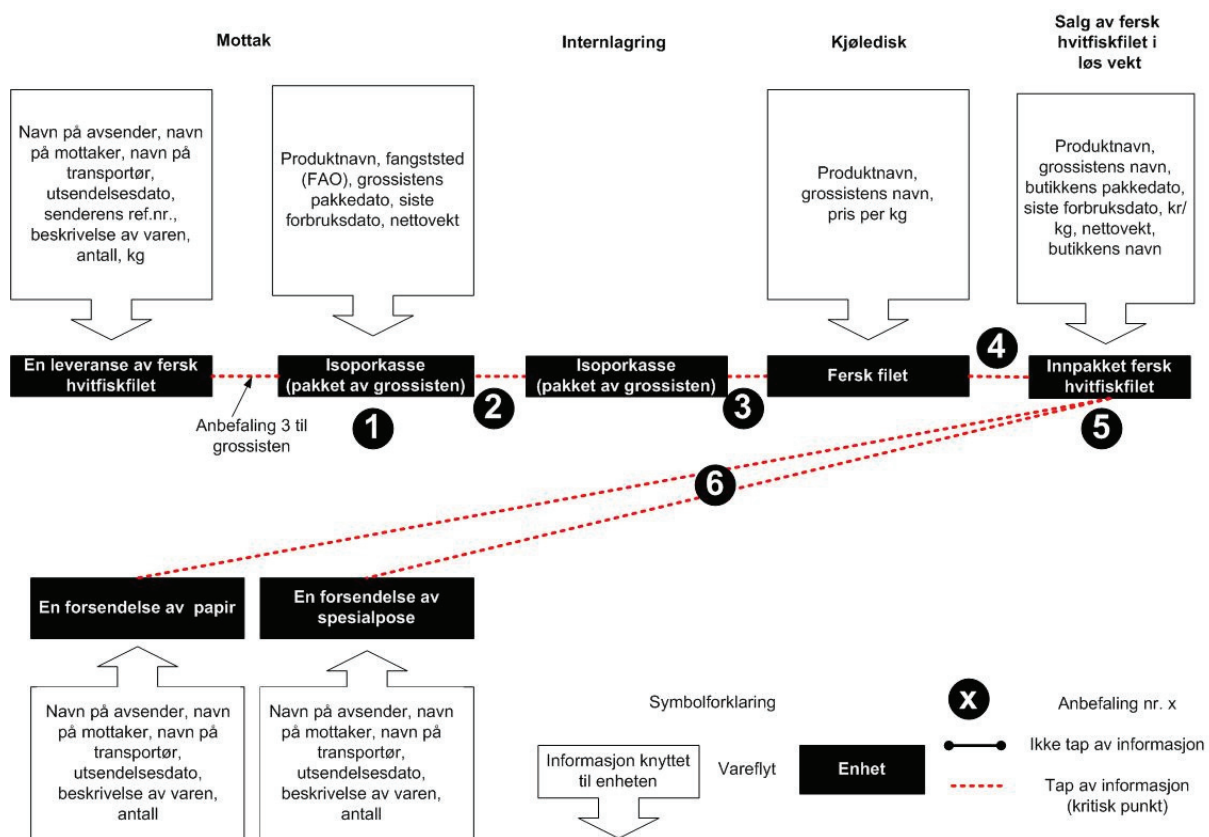 Mottak
Internlagring
Kjøledisk
Salg av fersk
hvitfiskfilet i
løs vekt
Navn på avsender, navn
på mottaker, navn på
transportør,
utsendelsesdato,
senderens ref.nr.,
beskrivelse av varen,
antall, kg
Produktnavn, fangststed
(FAO), grossistens
pakkedato, siste
forbruksdato, nettovekt
Produktnavn,
grossistens navn,
pris per kg
Produktnavn,
grossistens navn,
butikkens pakkedato,
siste forbruksdato, kr/
kg, nettovekt,
butikkens navn
En leveranse av fersk
hvitfiskfilet
Isoporkasse
(pakket av grossisten)
Isoporkasse
(pakket av grossisten)
Fersk filet
4
Innpakket fersk
hvitfiskfilet
Anbefaling 3 til
grossisten
1
2
3
5
6
En forsendelse av papir
En forsendelse av
spesialpose
Navn på avsender, navn
på mottaker, navn på
transportør,
utsendelsesdato,
beskrivelse av varen,
antall
Navn på avsender, navn
på mottaker, navn på
transportør,
utsendelsesdato,
beskrivelse av varen,
antall
Symbolforklaring
Informasjon knyttet
til enheten
Vareflyt
Enhet
x
Anbefaling nr. x
Ikke tap av informasjon
Tap av informasjon
(kritisk punkt)